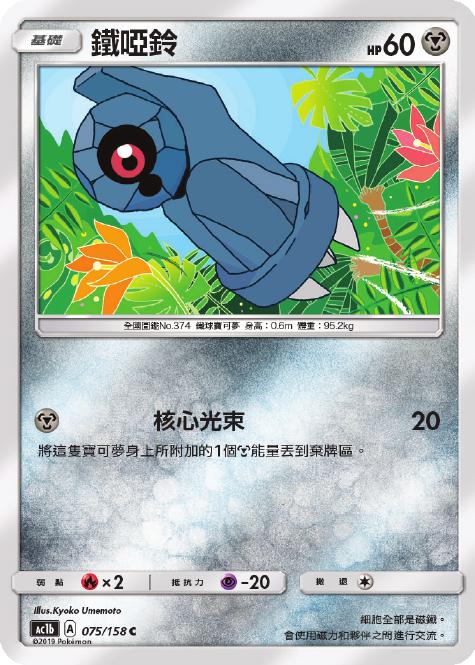 基礎 鐵啞鈴 HP60
全國圖鑑No.374 鐵球寶可夢 身高：0.6m 體重：95.2kg
核心光束 20
將這隻寶可夢身上所附加的1個能量丟到棄牌區。
弱點 ×2 抵抗力 -20 撤退
Illus.Kyoko Umemoto
AC1b A 075/158 C
©2019 Pokémon
細胞全部是磁鐵。
會使用磁力和夥伴之間進行交流。